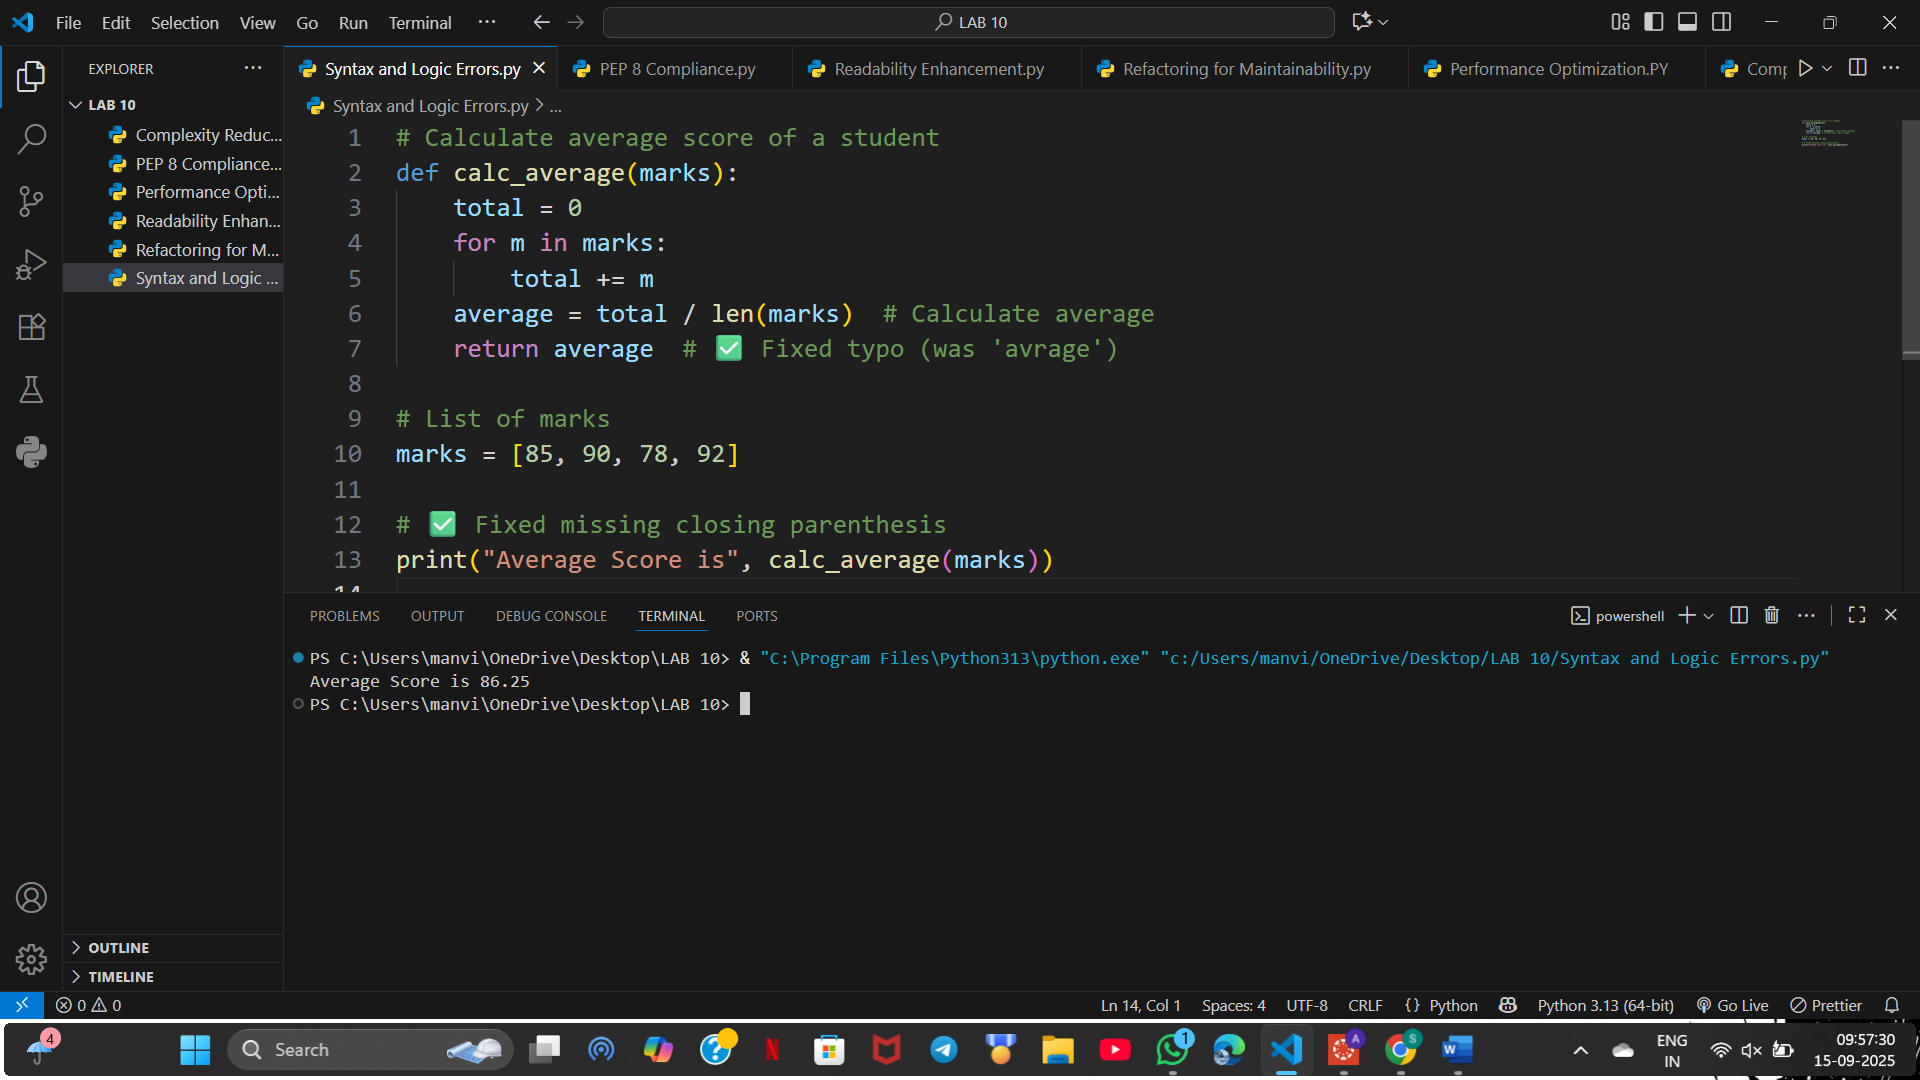 File Edit Selection View Go Run Terminal ··· LAB 10
EXPLORER ···
LAB 10
Complexity Reduc...
PEP 8 Compliance...
Performance Opti...
Readability Enhan...
Refactoring for M...
Syntax and Logic ...
OUTLINE
TIMELINE
Syntax and Logic Errors.py PEP 8 Compliance.py Readability Enhancement.py Refactoring for Maintainability.py Performance Optimization.PY Comp
Syntax and Logic Errors.py > ...
1 # Calculate average score of a student
2 def calc_average(marks):
3 total = 0
4 for m in marks:
5 total += m
6 average = total / len(marks) # Calculate average
7 return average # ✅ Fixed typo (was 'avrage')
8
9 # List of marks
10 marks = [85, 90, 78, 92]
11
12 # ✅ Fixed missing closing parenthesis
13 print("Average Score is", calc_average(marks))
14
PROBLEMS OUTPUT DEBUG CONSOLE TERMINAL PORTS powershell
PS C:\Users\manvi\OneDrive\Desktop\LAB 10> & "C:\Program Files\Python313\python.exe" "c:/Users/manvi/OneDrive/Desktop/LAB 10/Syntax and Logic Errors.py"
Average Score is 86.25
PS C:\Users\manvi\OneDrive\Desktop\LAB 10>
0 0 Ln 14, Col 1 Spaces: 4 UTF-8 CRLF {} Python Python 3.13 (64-bit) Go Live Prettier
4 Search 1 A S ENG 09:57:30
IN 15-09-2025